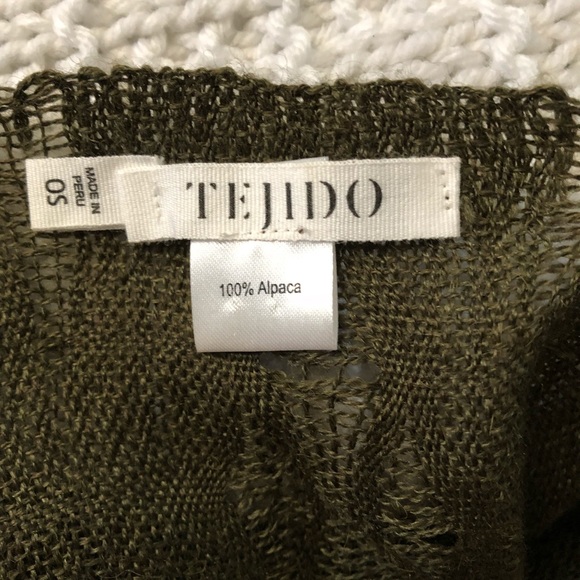 MADE IN
PERU
OS
TEJIDO
100% Alpaca